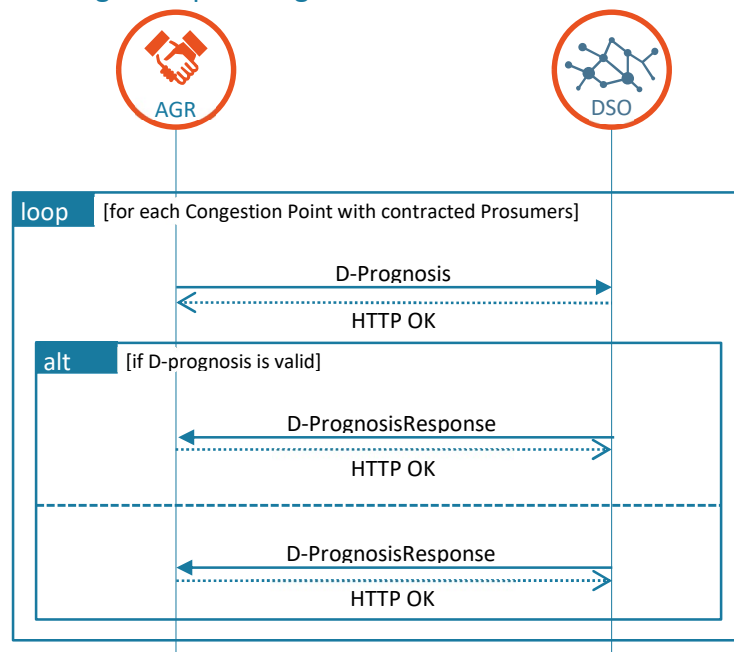 AGR
DSO
loop [for each Congestion Point with contracted Prosumers]
D-Prognosis
HTTP OK
alt [if D-prognosis is valid]
D-PrognosisResponse
HTTP OK
D-PrognosisResponse
HTTP OK